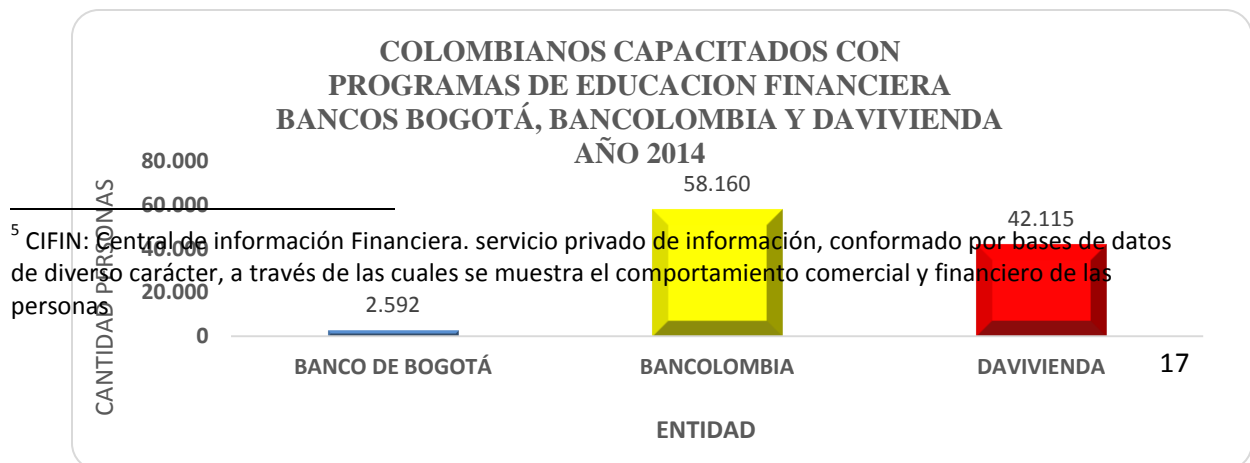 COLOMBIANOS CAPACITADOS CON
PROGRAMAS DE EDUCACION FINANCIERA
BANCOS BOGOTÁ, BANCOLOMBIA Y DAVIVIENDA
AÑO 2014
80.000
60.000
40.000
20.000
0
CANTIDAD PERSONAS
2.592
58.160
42.115
BANCO DE BOGOTÁ
BANCOLOMBIA
DAVIVIENDA
ENTIDAD
5 CIFIN: Central de información Financiera. servicio privado de información, conformado por bases de datos
de diverso carácter, a través de las cuales se muestra el comportamiento comercial y financiero de las
personas
17